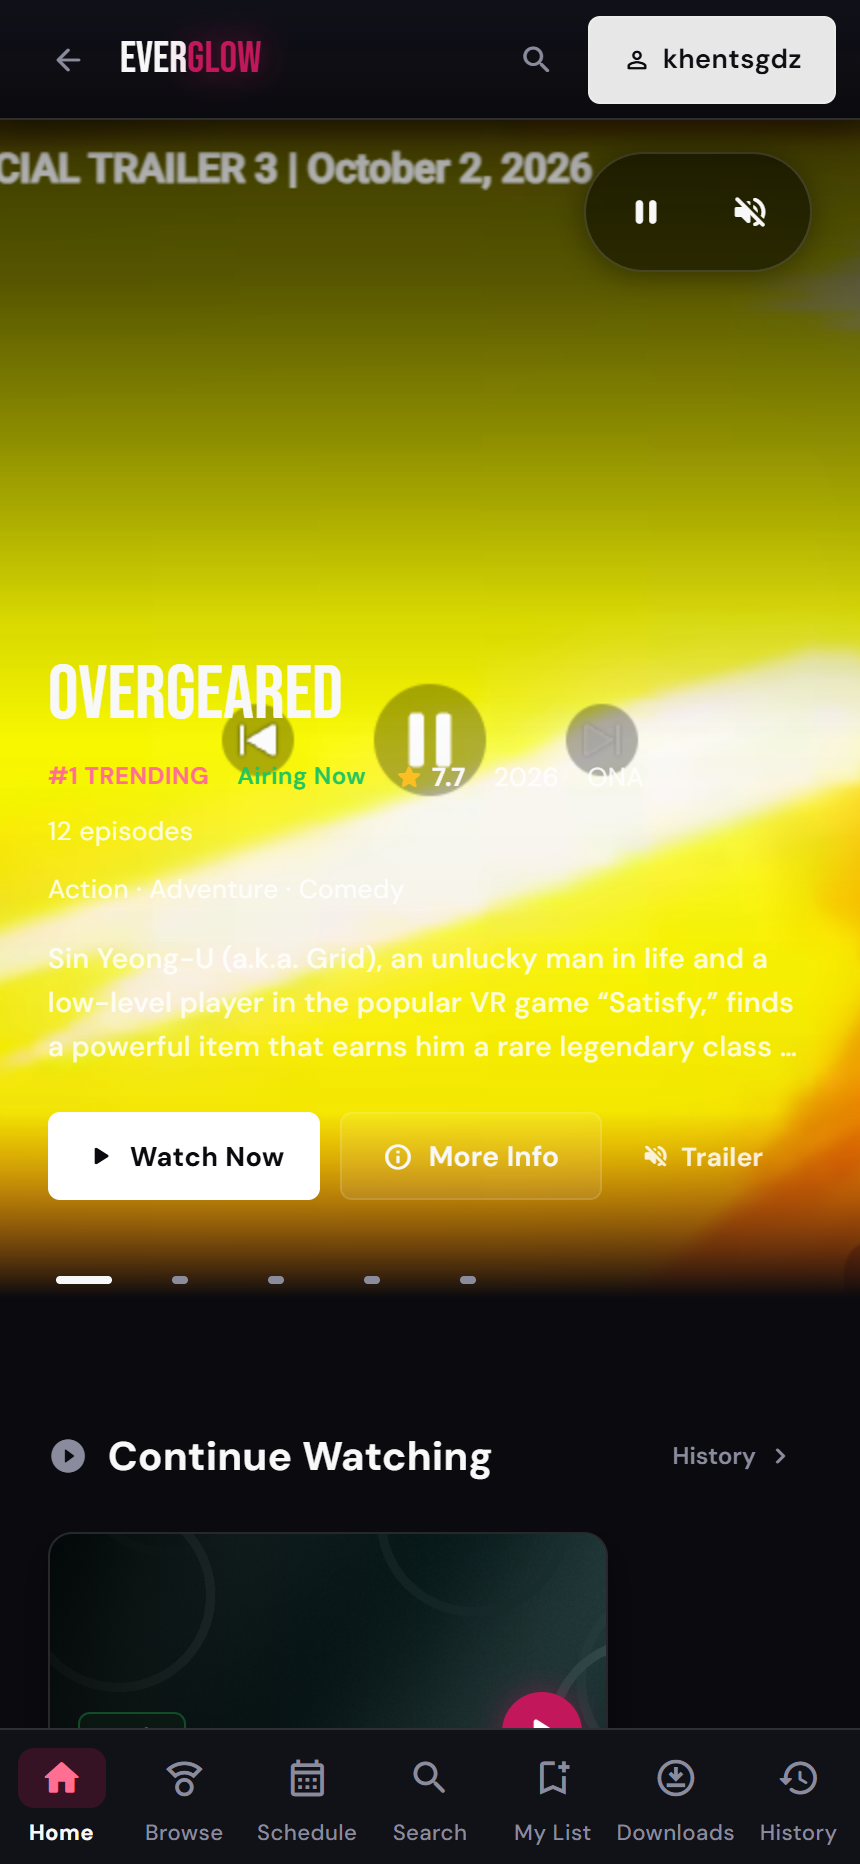 EVERGLOW
khentsgdz
CIAL TRAILER 3 | October 2, 2026
OVERGEARED
#1 TRENDING Airing Now 7.7 2026 ONA
12 episodes
Action · Adventure · Comedy
Sin Yeong-U (a.k.a. Grid), an unlucky man in life and a
low-level player in the popular VR game “Satisfy,” finds
a powerful item that earns him a rare legendary class ...
Watch Now
More Info
Trailer
Continue Watching
History
Home
Browse
Schedule
Search
My List
Downloads
History